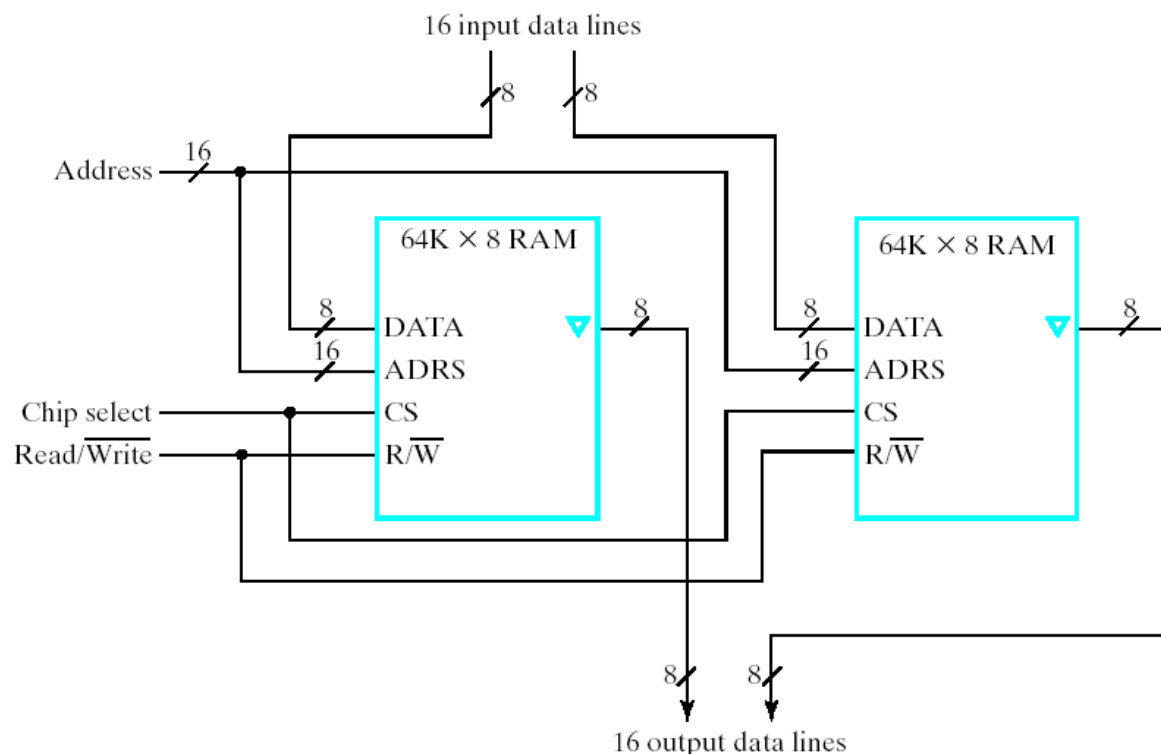 16 input data lines
8 8
16
Address
64K × 8 RAM
8
DATA
16
ADRS
Chip select
CS
Read/W̅r̅i̅t̅e̅
R/W̅
8
64K × 8 RAM
8
DATA
16
ADRS
CS
R/W̅
8
8 8
16 output data lines